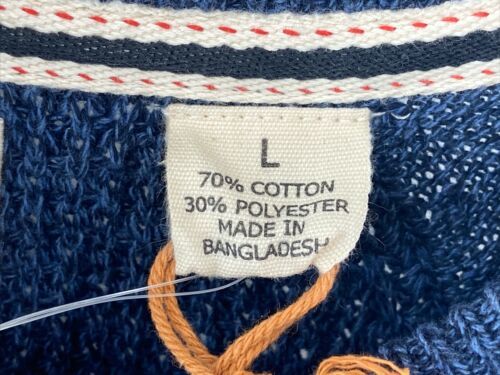 L
70% COTTON
30% POLYESTER
MADE IN
BANGLADESH